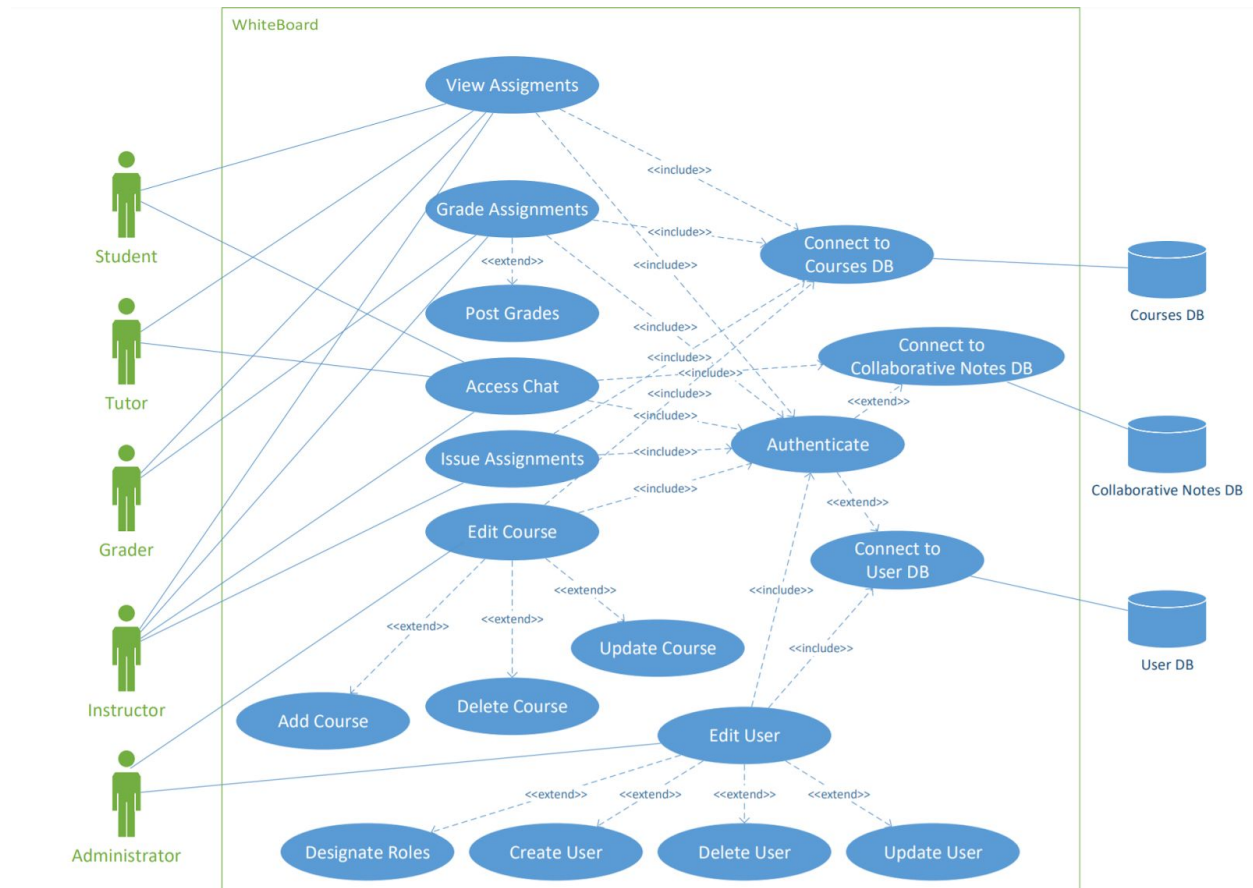 WhiteBoard
View Assigments
<<include>>
Student
Grade Assignments
<<include>>
<<extend>>
<<include>>
Connect to
Courses DB
Courses DB
Post Grades
<<include>>
<<include>>
Tutor
Access Chat
<<include>>
<<include>>
<<include>>
Connect to
Collaborative Notes DB
<<extend>>
Issue Assignments
<<include>>
Authenticate
<<include>>
Collaborative Notes DB
Grader
Edit Course
<<extend>>
Connect to
User DB
<<extend>>
<<extend>>
<<extend>>
<<include>>
Update Course
<<include>>
User DB
Instructor
Add Course
Delete Course
Edit User
Administrator
<<extend>>
<<extend>>
<<extend>>
<<extend>>
Designate Roles
Create User
Delete User
Update User